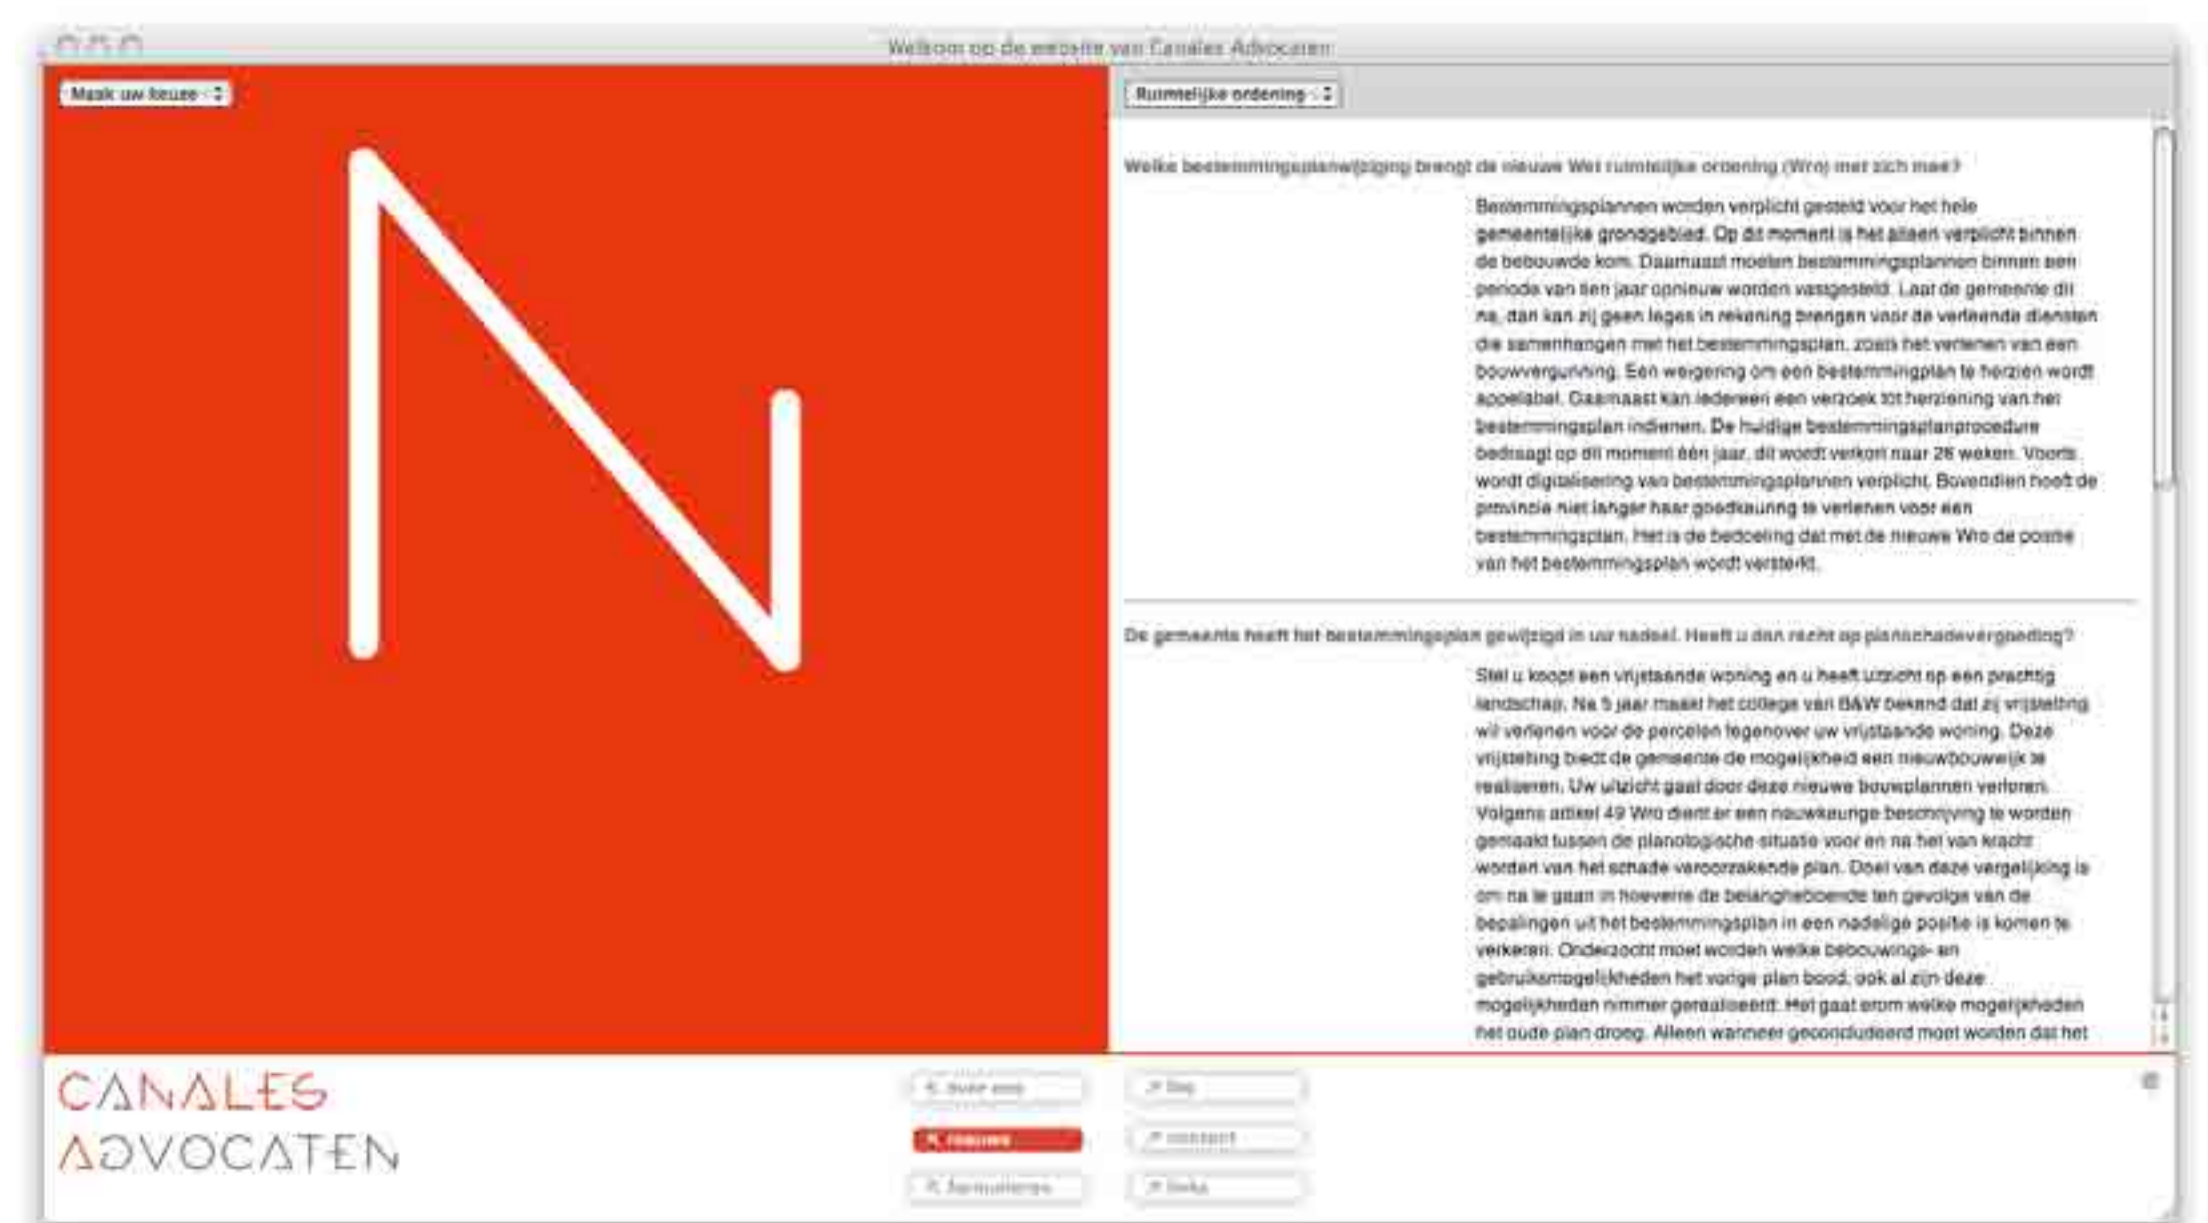 Welkom op de website van Canales Advocaten
Maak uw keuze
Ruimtelijke ordening
Welke bestemmingsplanwijziging brengt de nieuwe Wet ruimtelijke ordening (Wro) met zich mee?
Bestemmingsplannen worden verplicht gesteld voor het hele
gemeentelijke grondgebied. Op dit moment is het alleen verplicht binnen
de bebouwde kom. Daarnaast moeten bestemmingsplannen binnen een
periode van tien jaar opnieuw worden vastgesteld. Laat de gemeente dit
na, dan kan zij geen leges in rekening brengen voor de verleende diensten
die samenhangen met het bestemmingsplan, zoals het verlenen van een
bouwvergunning. Een weigering om een bestemmingplan te herzien wordt
appelabel. Daarnaast kan iedereen een verzoek tot herziening van het
bestemmingsplan indienen. De huidige bestemmingsplanprocedure
bedraagt op dit moment één jaar, dit wordt verkort naar 26 weken. Voorts
wordt digitalisering van bestemmingsplannen verplicht. Bovendien hoeft de
provincie niet langer haar goedkeuring te verlenen voor een
bestemmingsplan. Het is de bedoeling dat met de nieuwe Wro de positie
van het bestemmingsplan wordt versterkt.
De gemeente heeft het bestemmingsplan gewijzigd in uw nadeel. Heeft u dan recht op planschadevergoeding?
Stel u koopt een vrijstaande woning en u heeft uitzicht op een prachtig
landschap. Na 5 jaar maakt het college van B&W bekend dat zij vrijstelling
wil verlenen voor de percelen tegenover uw vrijstaande woning. Deze
vrijstelling biedt de gemeente de mogelijkheid een nieuwbouwwijk te
realiseren. Uw uitzicht gaat door deze nieuwe bouwplannen verloren.
Volgens artikel 49 Wro dient er een nauwkeurige beschrijving te worden
gemaakt tussen de planologische situatie voor en na het van kracht
worden van het schade veroorzakende plan. Doel van deze vergelijking is
om na te gaan in hoeverre de belanghebbende ten gevolge van de
bepalingen uit het bestemmingsplan in een nadelige positie is komen te
verkeren. Onderzocht moet worden welke bebouwings- en
gebruiksmogelijkheden het vorige plan bood, ook al zijn deze
mogelijkheden nimmer gerealiseerd. Het gaat erom welke mogelijkheden
het oude plan droeg. Alleen wanneer geconcludeerd moet worden dat het
CANALES
ADVOCATEN
over ons
nieuws
formulieren
faq
contact
links